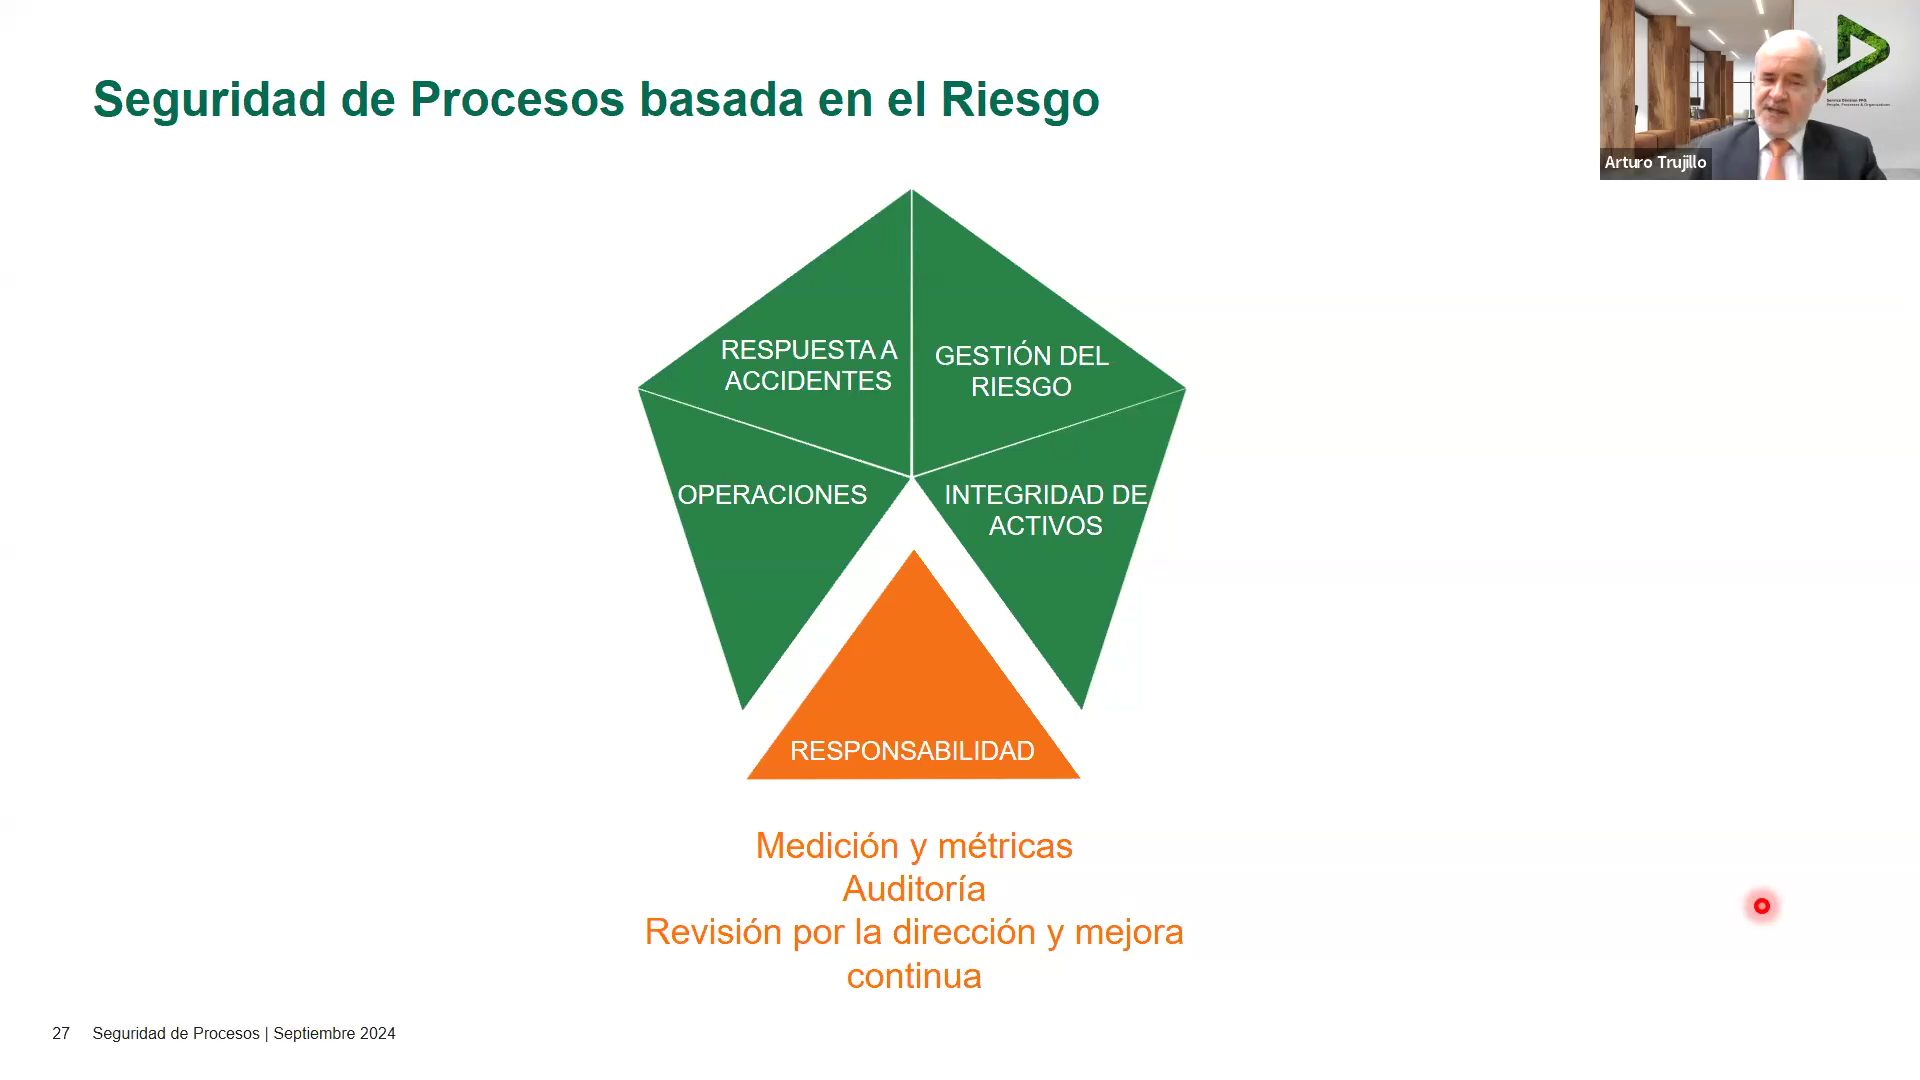 Seguridad de Procesos basada en el Riesgo
Arturo Trujillo
RESPUESTA A
ACCIDENTES
GESTIÓN DEL
RIESGO
OPERACIONES
INTEGRIDAD DE
ACTIVOS
RESPONSABILIDAD
Medición y métricas
Auditoría
Revisión por la dirección y mejora
continua
27 Seguridad de Procesos | Septiembre 2024